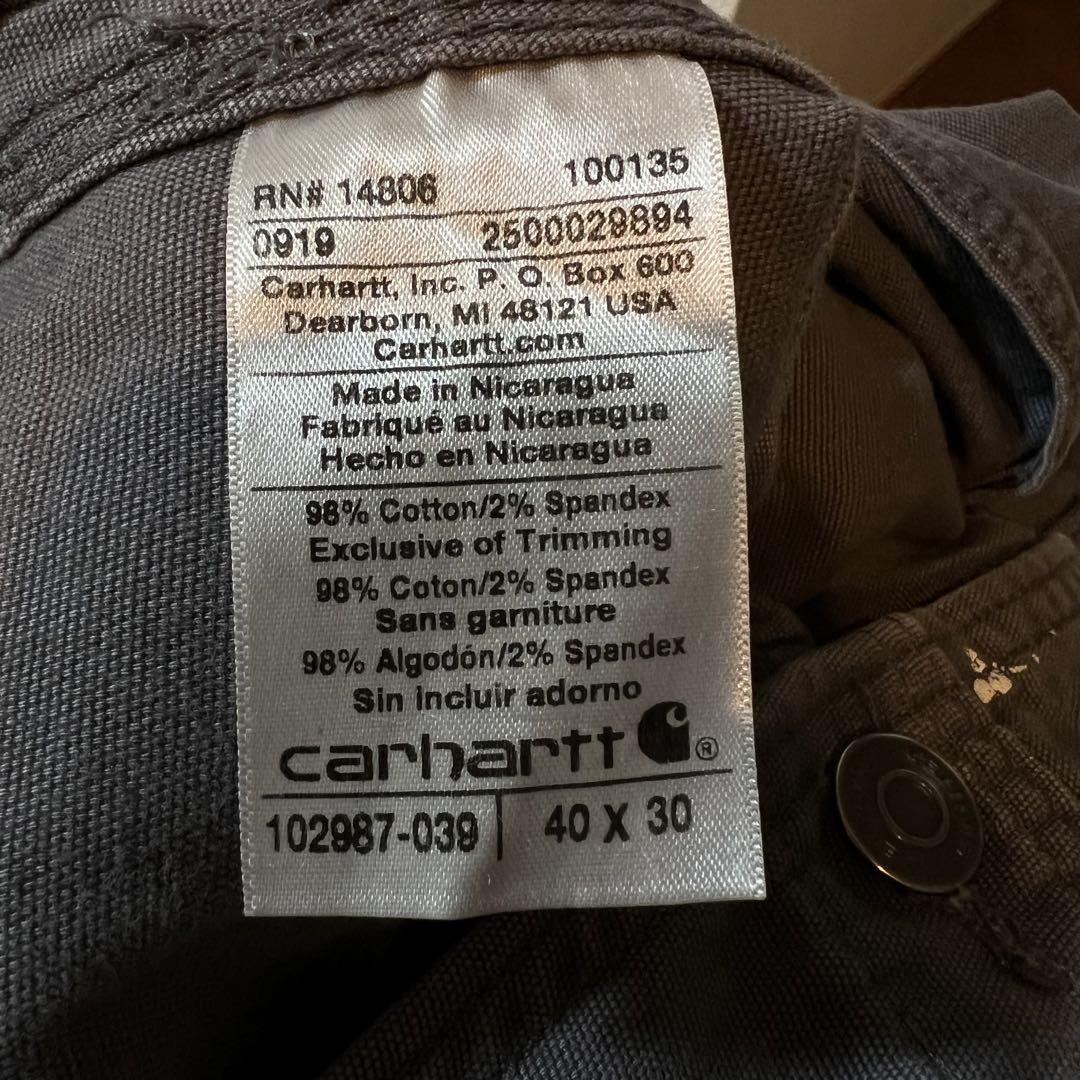 RN# 14806 100135
0919 2500029894
Carhartt, Inc. P. O. Box 600
Dearborn, MI 48121 USA
Carhartt.com
Made in Nicaragua
Fabriqué au Nicaragua
Hecho en Nicaragua
98% Cotton/2% Spandex
Exclusive of Trimming
98% Coton/2% Spandex
Sans garniture
98% Algodón/2% Spandex
Sin incluir adorno
carhartt ®
102987-039 40 X 30